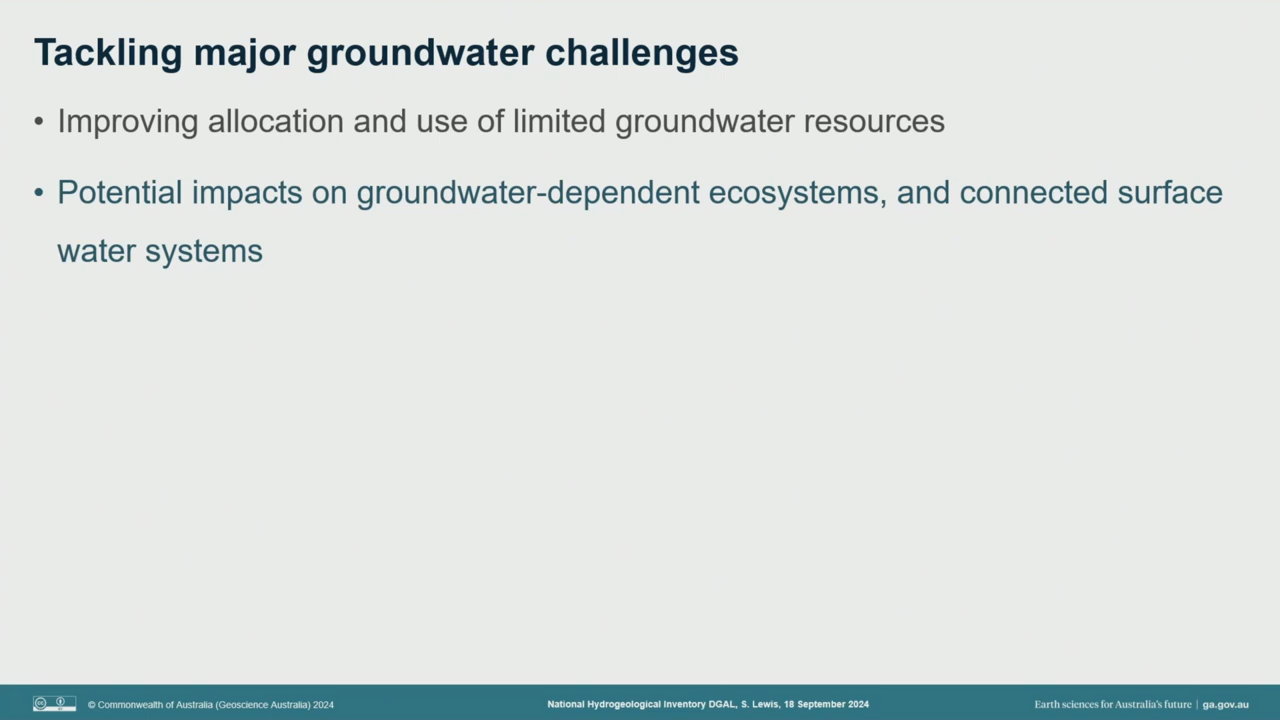 Tackling major groundwater challenges
• Improving allocation and use of limited groundwater resources
• Potential impacts on groundwater-dependent ecosystems, and connected surface
water systems
© Commonwealth of Australia (Geoscience Australia) 2024
National Hydrogeological Inventory DGAL, S. Lewis, 18 September 2024
Earth sciences for Australia's future | ga.gov.au